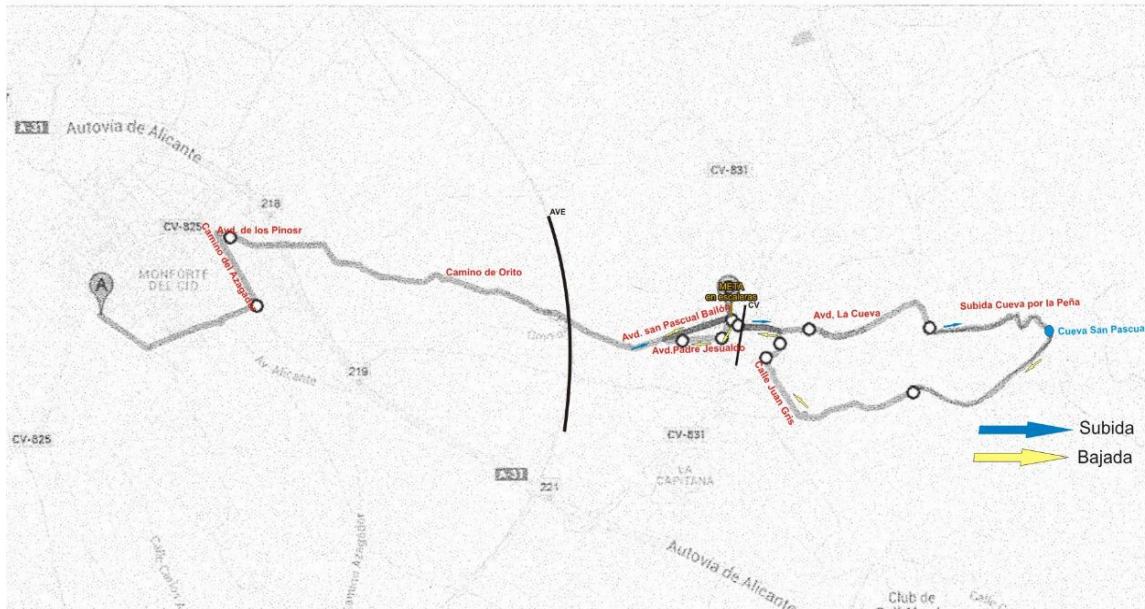 A-31
Autovía de Alicante
CV-831
218
AVE
CV-825
Avd. de los Pinosr
Camino del Azagador
MONFORTE
DEL CID
A
Camino de Orito
META
en escaleras
CV
Avd. san Pascual Bailón
Avd. La Cueva
Subida Cueva por la Peña
Cueva San Pascua
Avd.Padre Jesualdo
Av. Alicante
219
Calle Juan Gris
CV-825
CV-831
Subida
Bajada
LA
CAPITANA
A-31
221
Autovía de Alicante
Camino Azagador
Club de